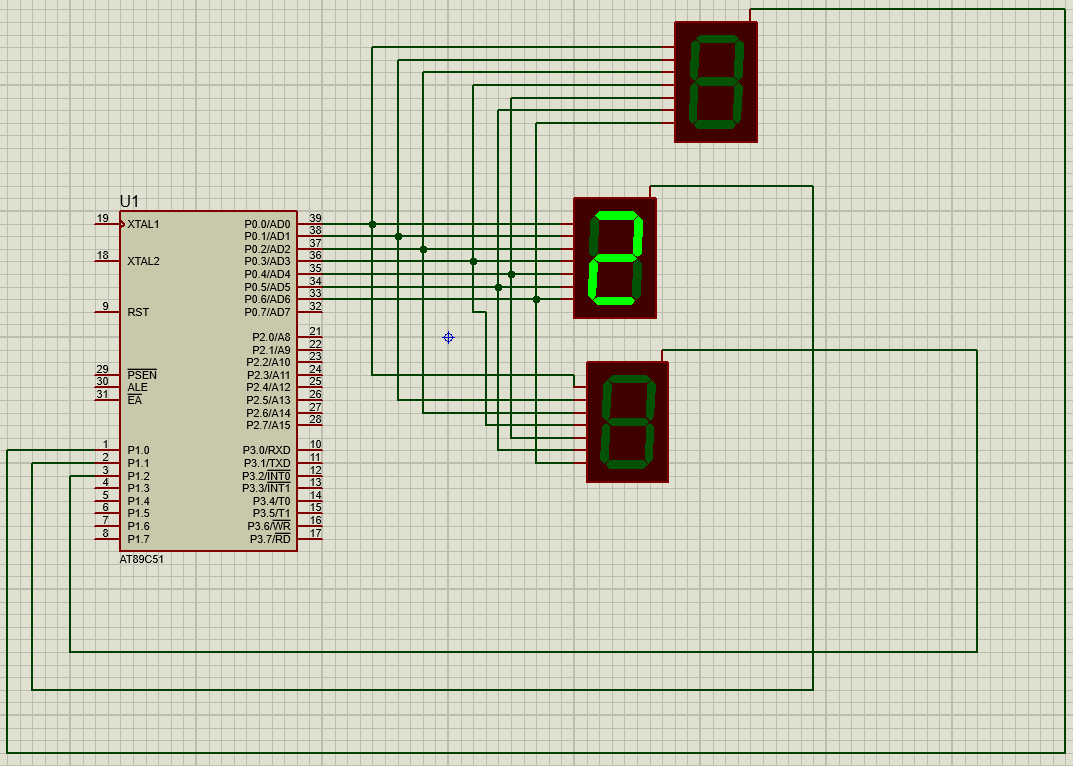 U1
19 XTAL1 P0.0/AD0 39
P0.1/AD1 38
P0.2/AD2 37
18 XTAL2 P0.3/AD3 36
P0.4/AD4 35
P0.5/AD5 34
P0.6/AD6 33
9 RST P0.7/AD7 32
P2.0/A8 21
P2.1/A9 22
P2.2/A10 23
29 PSEN P2.3/A11 24
30 ALE P2.4/A12 25
31 EA P2.5/A13 26
P2.6/A14 27
P2.7/A15 28
1 P1.0 P3.0/RXD 10
2 P1.1 P3.1/TXD 11
3 P1.2 P3.2/INT0 12
4 P1.3 P3.3/INT1 13
5 P1.4 P3.4/T0 14
6 P1.5 P3.5/T1 15
7 P1.6 P3.6/WR 16
8 P1.7 P3.7/RD 17
AT89C51
2